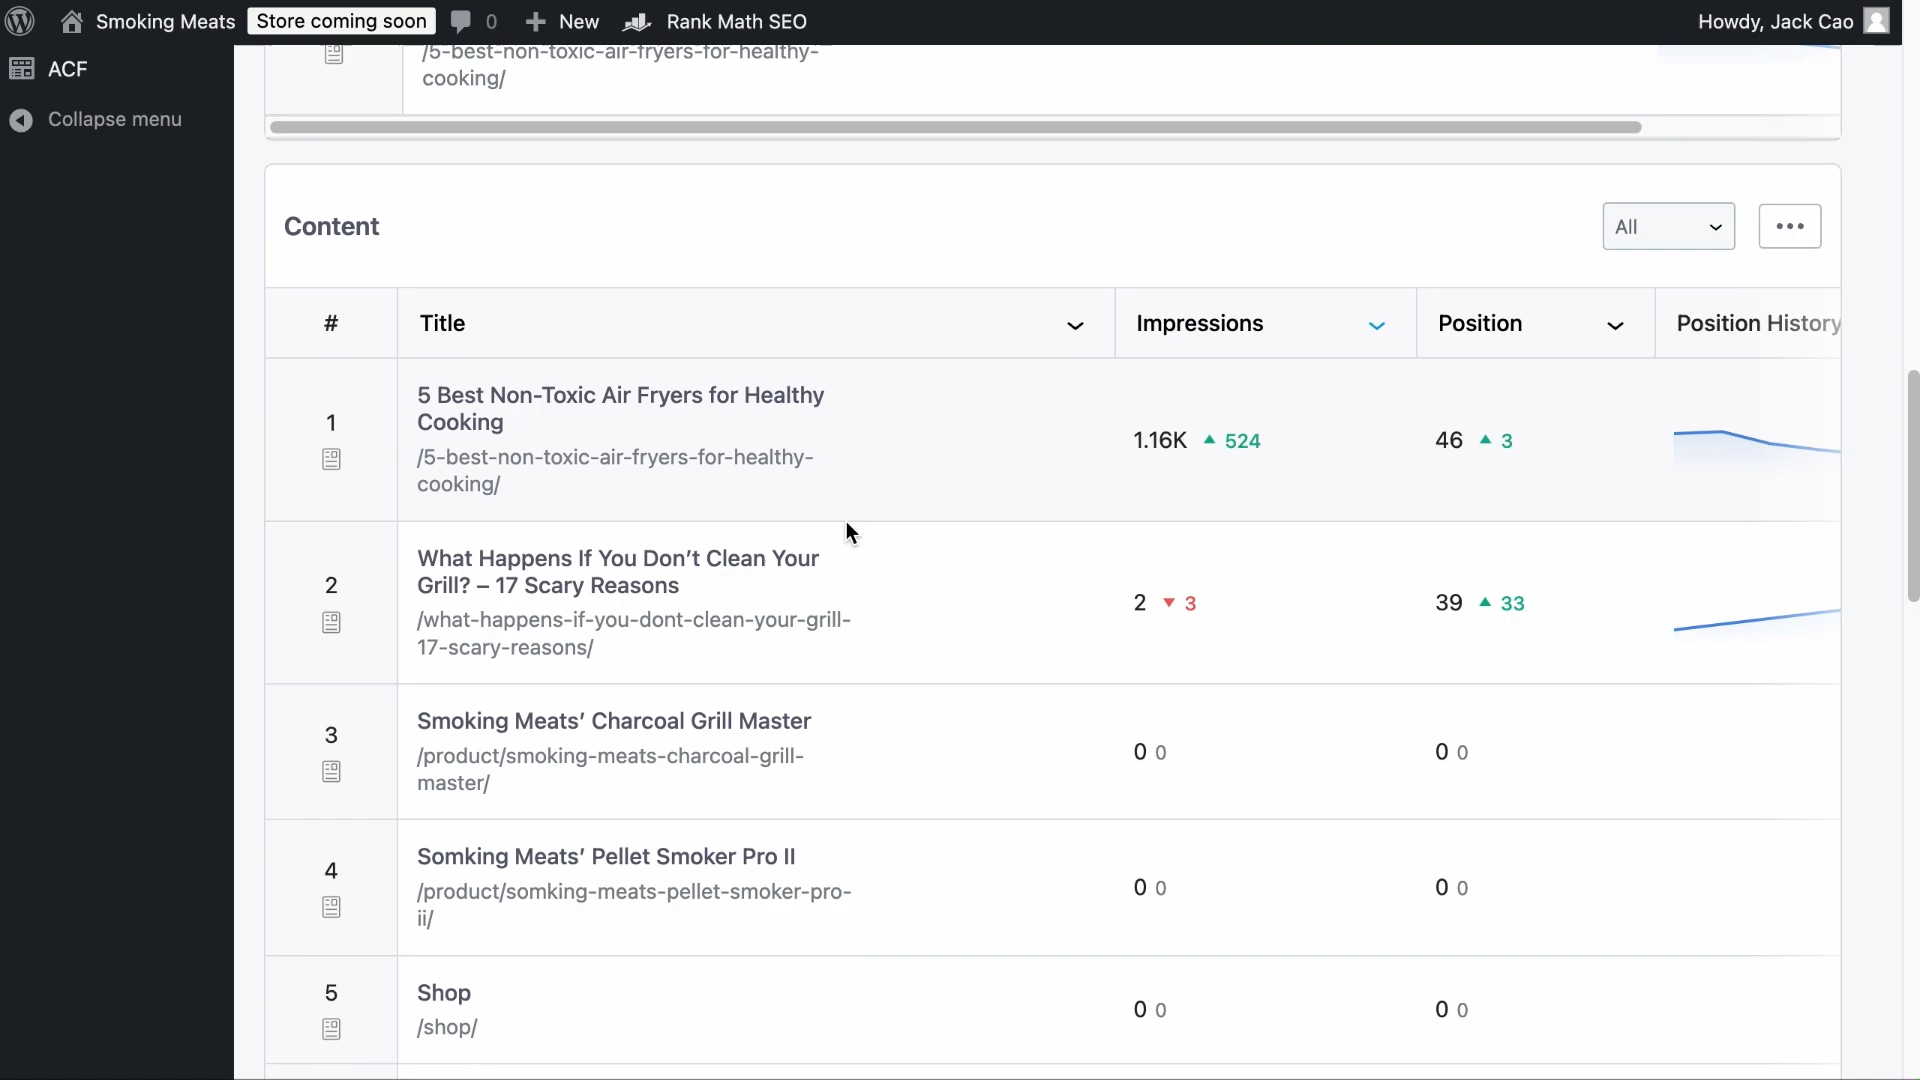 Smoking Meats Store coming soon 0 New Rank Math SEO Howdy, Jack Cao
ACF
Collapse menu
/5-best-non-toxic-air-fryers-for-healthy-
cooking/
Content
All
# Title Impressions Position Position History
1
5 Best Non-Toxic Air Fryers for Healthy
Cooking
/5-best-non-toxic-air-fryers-for-healthy-
cooking/
1.16K ▲ 524 46 ▲ 3
2
What Happens If You Don’t Clean Your
Grill? – 17 Scary Reasons
/what-happens-if-you-dont-clean-your-grill-
17-scary-reasons/
2 ▼ 3 39 ▲ 33
3
Smoking Meats’ Charcoal Grill Master
/product/smoking-meats-charcoal-grill-
master/
0 0 0 0
4
Somking Meats’ Pellet Smoker Pro II
/product/somking-meats-pellet-smoker-pro-
ii/
0 0 0 0
5
Shop
/shop/
0 0 0 0